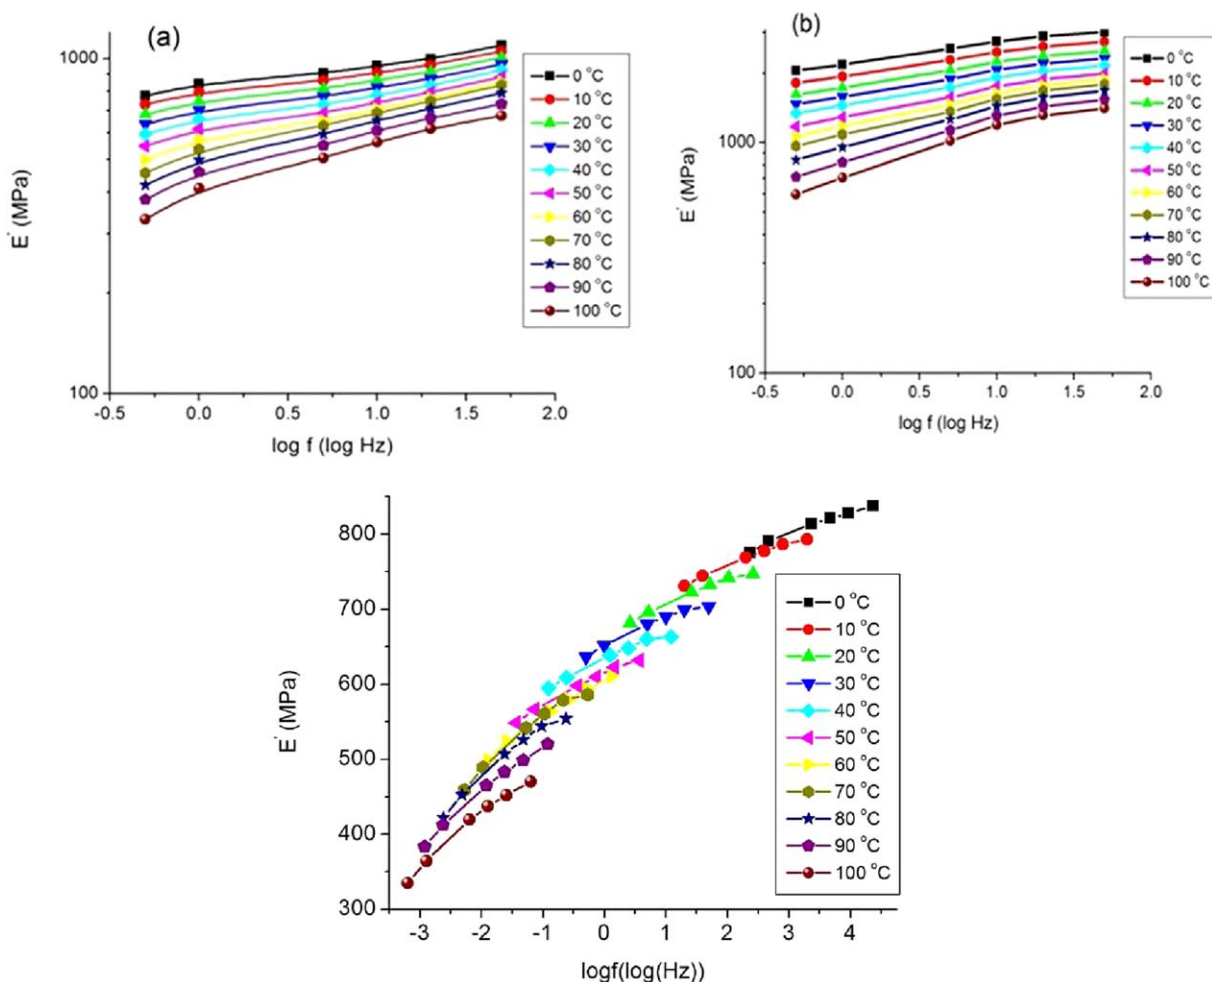 (a)
1000
100
E' (MPa)
-0.5 0.0 0.5 1.0 1.5 2.0
log f (log Hz)
0 °C
10 °C
20 °C
30 °C
40 °C
50 °C
60 °C
70 °C
80 °C
90 °C
100 °C
(b)
1000
100
E' (MPa)
-0.5 0.0 0.5 1.0 1.5 2.0
log f (log Hz)
0 °C
10 °C
20 °C
30 °C
40 °C
50 °C
60 °C
70 °C
80 °C
90 °C
100 °C
800
700
600
500
400
300
E' (MPa)
-3 -2 -1 0 1 2 3 4
logf(log(Hz))
0 °C
10 °C
20 °C
30 °C
40 °C
50 °C
60 °C
70 °C
80 °C
90 °C
100 °C